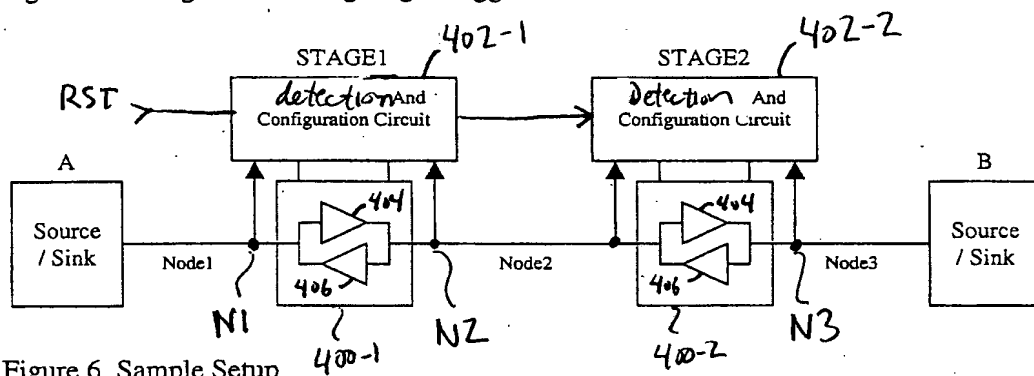 402-1
402-2
STAGE1
STAGE2
RST
detection And
Configuration Circuit
Detection And
Configuration Circuit
A
B
Source
/ Sink
404
406
404
406
Source
/ Sink
Node1
Node2
Node3
N1
N2
N3
400-1
400-2
Figure 6. Sample Setup